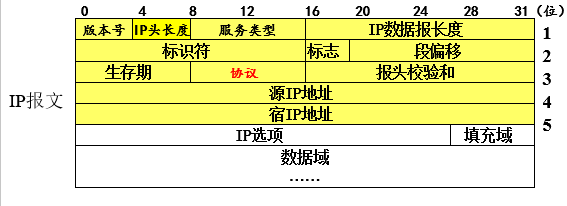 0 4 8 12 16 20 24 28 31 (位)
版本号 IP头长度 服务类型 IP数据报长度 1
标识符 标志 段偏移 2
生存期 协议 报头校验和 3
IP报文 源IP地址 4
宿IP地址 5
IP选项 填充域
数据域
……